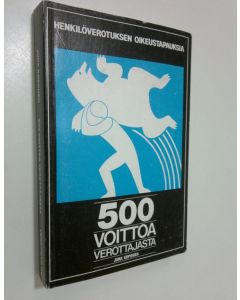 HENKILÖVEROTUKSEN OIKEUSTAPAUKSIA
500
VOITTOA
VEROTTAJASTA